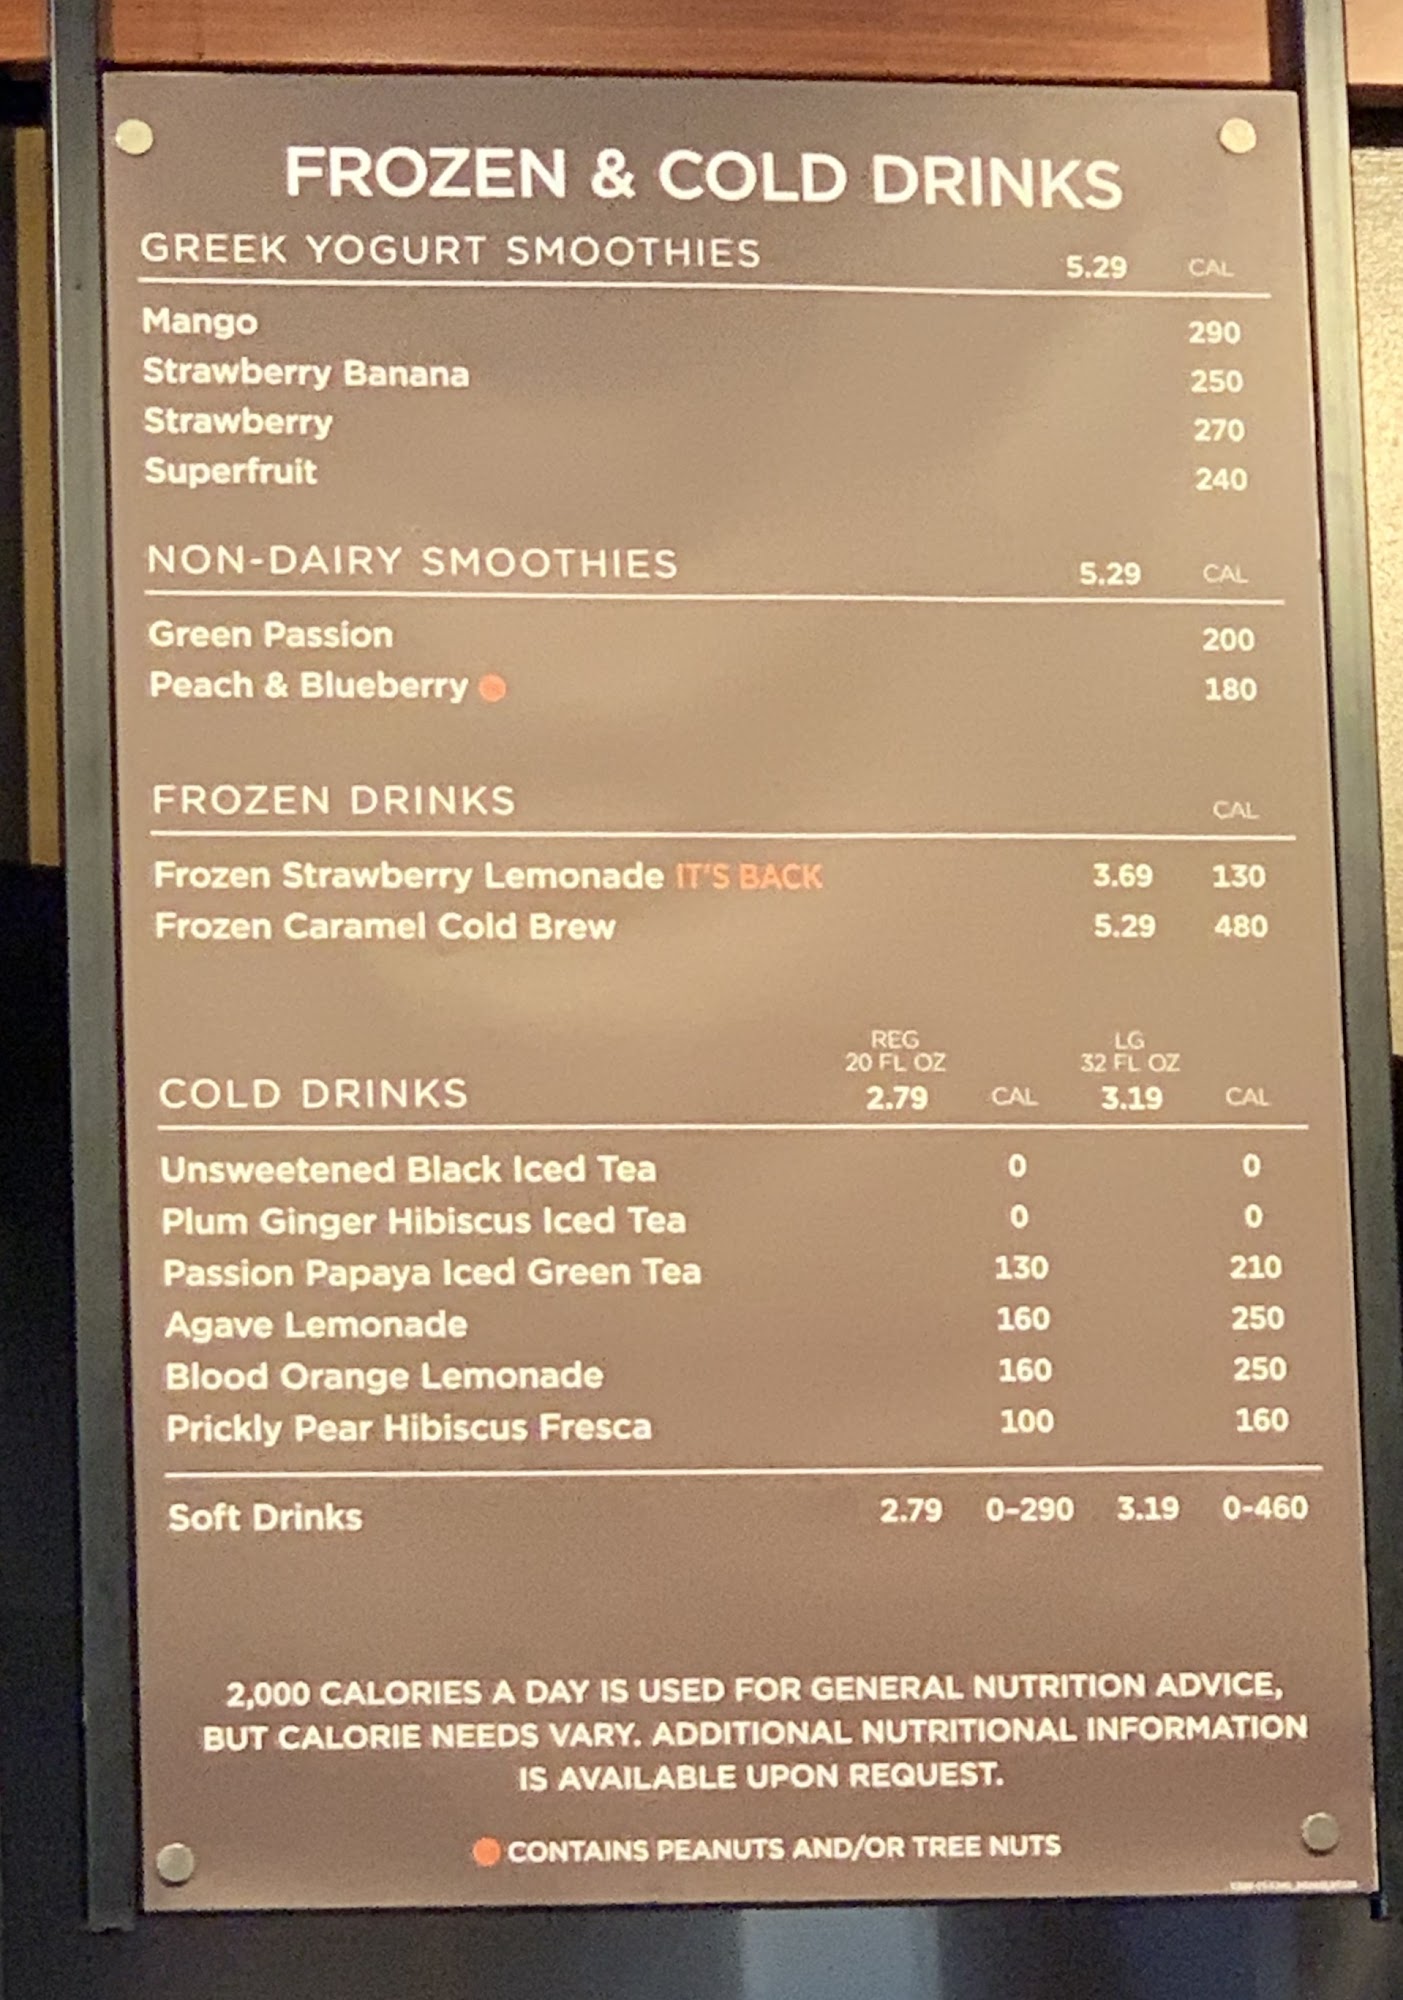 FROZEN & COLD DRINKS
GREEK YOGURT SMOOTHIES 5.29 CAL
Mango 290
Strawberry Banana 250
Strawberry 270
Superfruit 240
NON-DAIRY SMOOTHIES 5.29 CAL
Green Passion 200
Peach & Blueberry 180
FROZEN DRINKS CAL
Frozen Strawberry Lemonade IT'S BACK 3.69 130
Frozen Caramel Cold Brew 5.29 480
REG LG
20 FL OZ 32 FL OZ
COLD DRINKS 2.79 CAL 3.19 CAL
Unsweetened Black Iced Tea 0 0
Plum Ginger Hibiscus Iced Tea 0 0
Passion Papaya Iced Green Tea 130 210
Agave Lemonade 160 250
Blood Orange Lemonade 160 250
Prickly Pear Hibiscus Fresca 100 160
Soft Drinks 2.79 0-290 3.19 0-460
2,000 CALORIES A DAY IS USED FOR GENERAL NUTRITION ADVICE,
BUT CALORIE NEEDS VARY. ADDITIONAL NUTRITIONAL INFORMATION
IS AVAILABLE UPON REQUEST.
CONTAINS PEANUTS AND/OR TREE NUTS